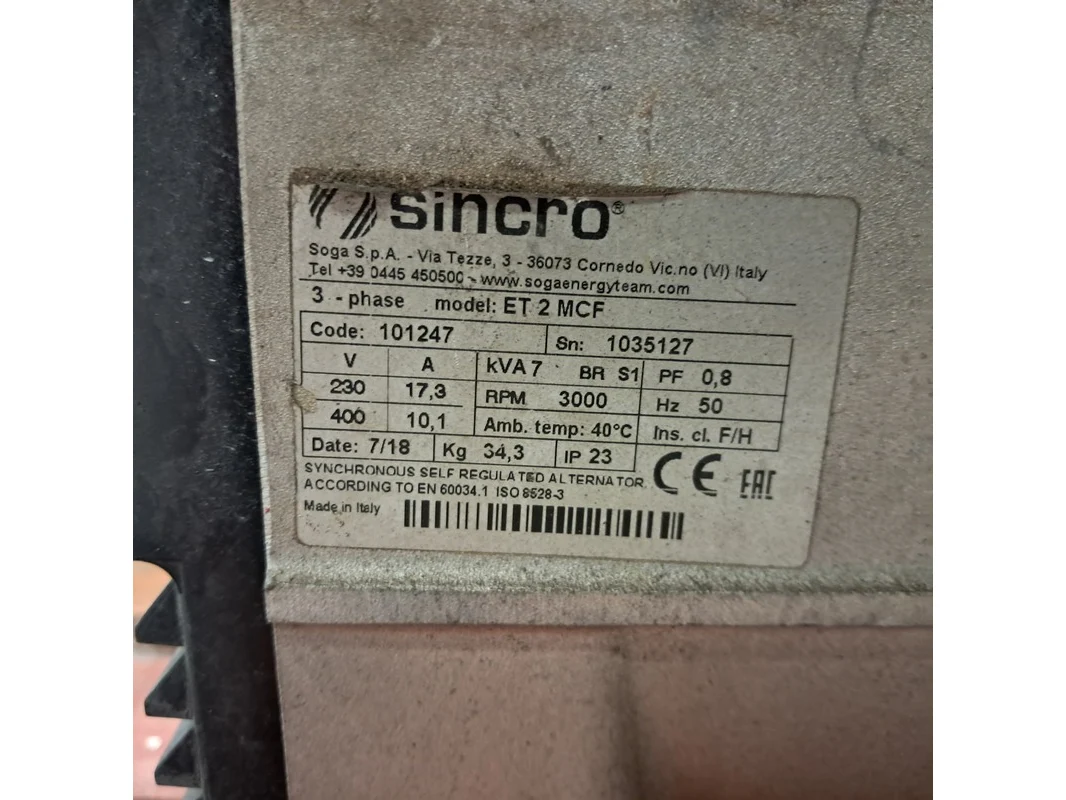 sincro®
Soga S.p.A. - Via Tezze, 3 - 36073 Cornedo Vic.no (VI) Italy
Tel +39 0445 450500 - www.sogaenergyteam.com
3 - phase model: ET 2 MCF
Code: 101247 Sn: 1035127
V A kVA 7 BR S1 PF 0,8
230 17,3 RPM 3000 Hz 50
400 10,1 Amb. temp: 40°C Ins. cl. F/H
Date: 7/18 Kg 34,3 IP 23
SYNCHRONOUS SELF REGULATED ALTERNATOR
ACCORDING TO EN 60034.1 ISO 8528-3
CE EAC
Made in Italy